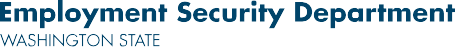 Employment Security Department
WASHINGTON STATE